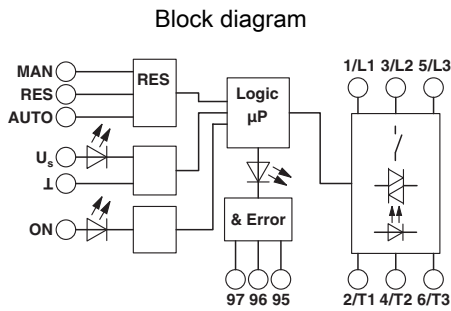 Block diagram
1/L1 3/L2 5/L3
MAN
RES
AUTO
RES
Logic
µP
Us
⊥
ON
& Error
97 96 95
2/T1 4/T2 6/T3